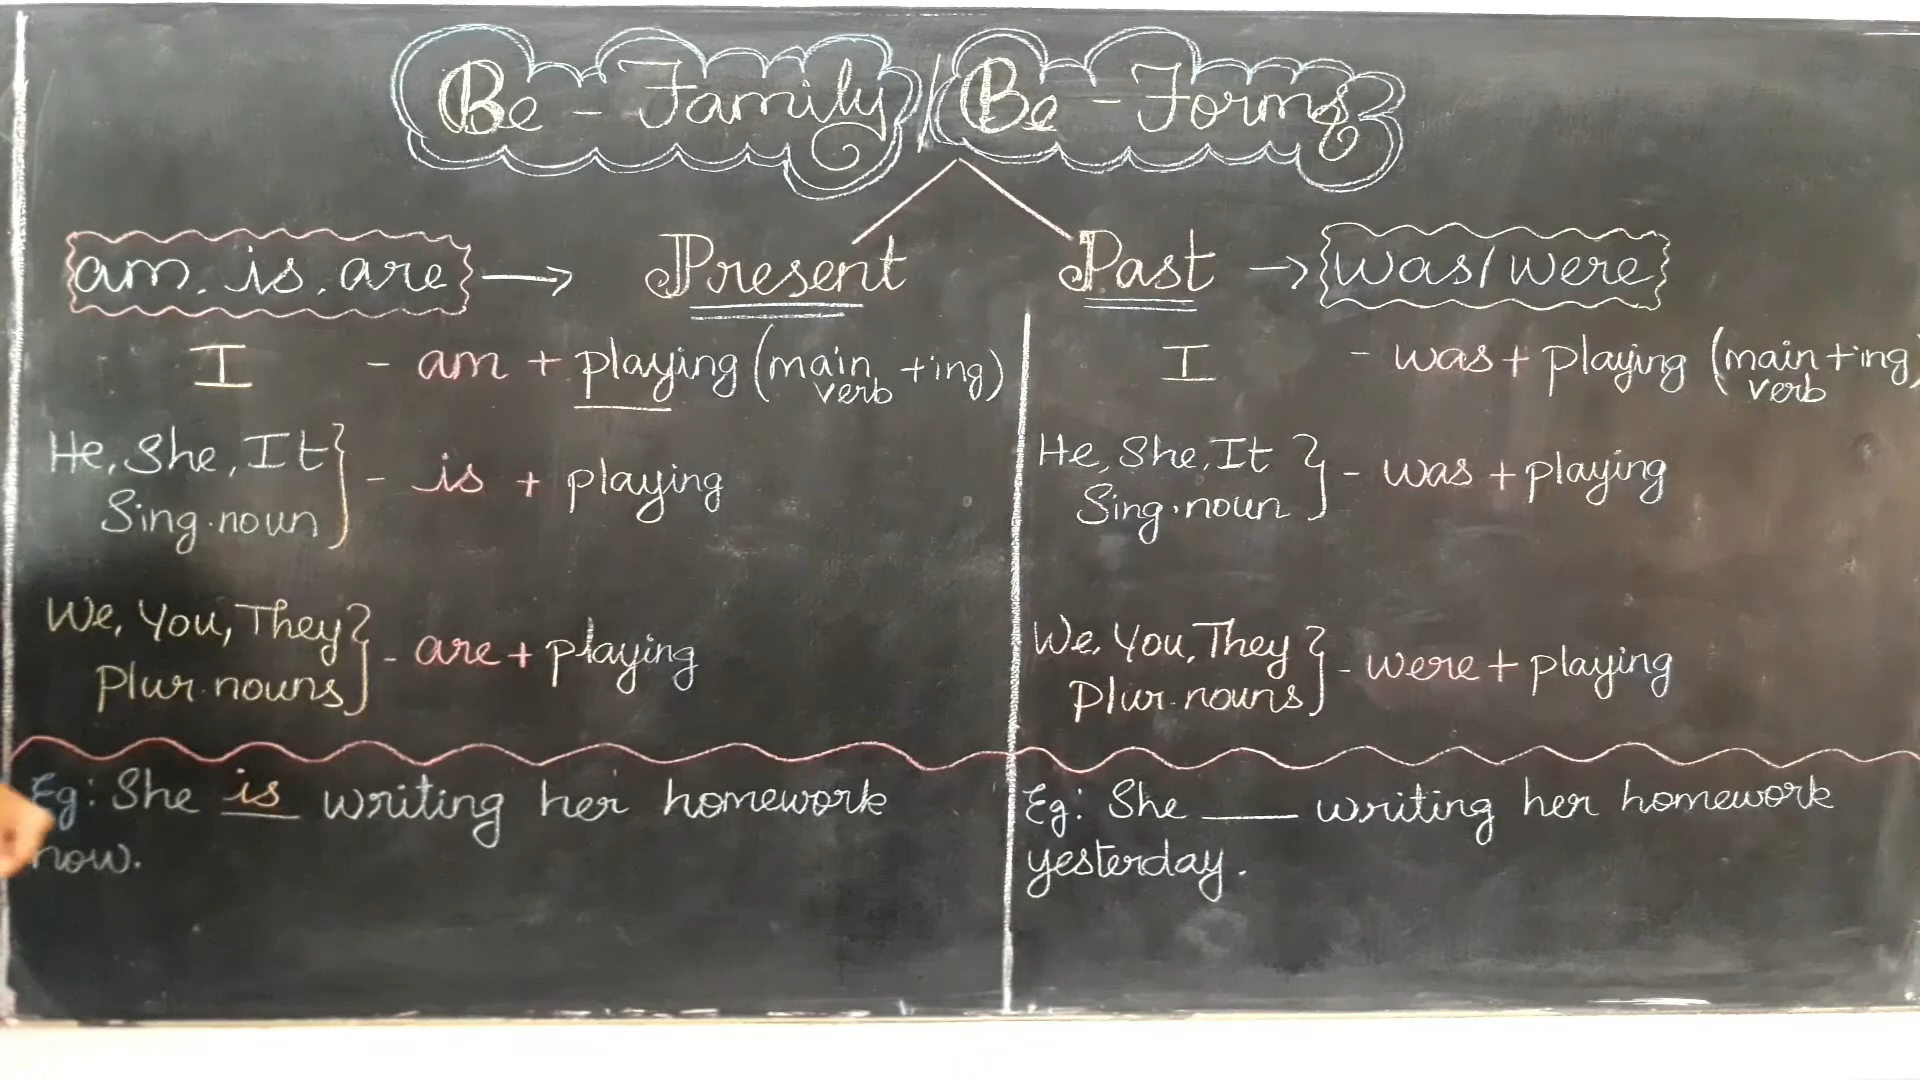 Be - Family / Be - Forms
am, is, are → Present
I - am + playing (main verb +ing)
He, She, It
Sing. noun } - is + playing
We, You, They
Plur. nouns } - are + playing
Eg: She is writing her homework
now.
Past → was/were
I - was + playing (main verb +ing)
He, She, It
Sing. noun } - was + playing
We, You, They
Plur. nouns } - were + playing
Eg: She ____ writing her homework
yesterday.